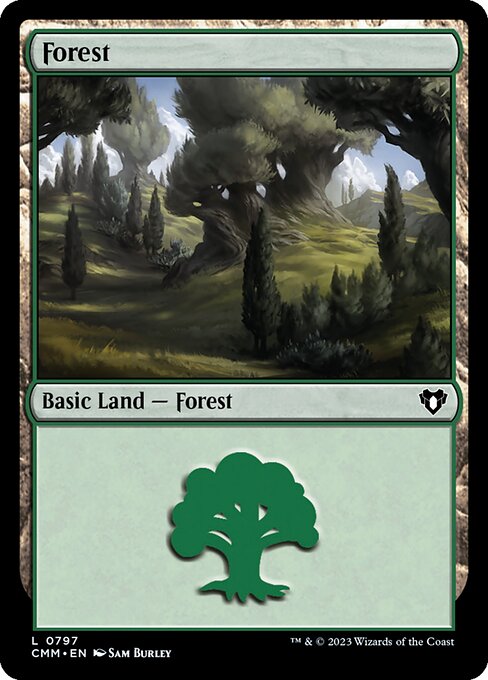 Forest
Basic Land — Forest
L 0797
CMM • EN Sam Burley
™ & © 2023 Wizards of the Coast